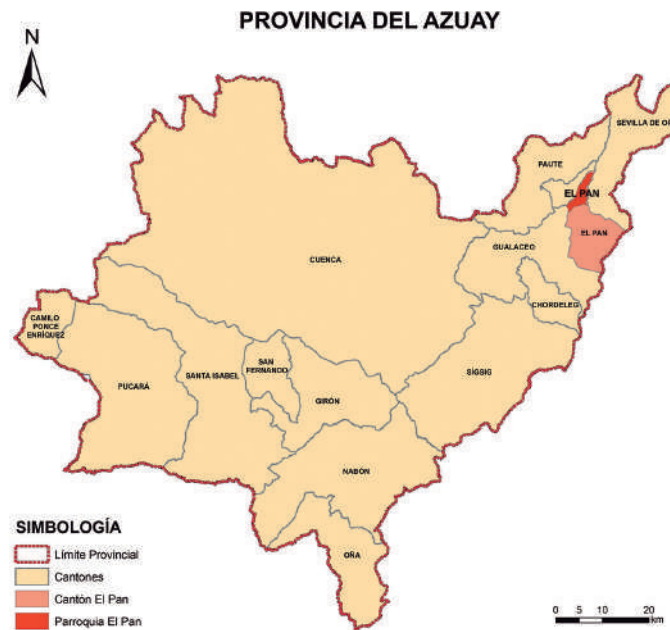 PROVINCIA DEL AZUAY
N
SEVILLA DE OR
PAUTE
EL PAN
EL PAN
GUALACEO
CUENCA
CHORDELEG
CAMILO
PONCE
ENRÍQUEZ
SAN
FERNANDO
SÍGSIG
SANTA ISABEL
PUCARÁ
GIRÓN
NABÓN
OÑA
SIMBOLOGÍA
Límite Provincial
Cantones
Cantón El Pan
Parroquia El Pan
0 5 10 20
km